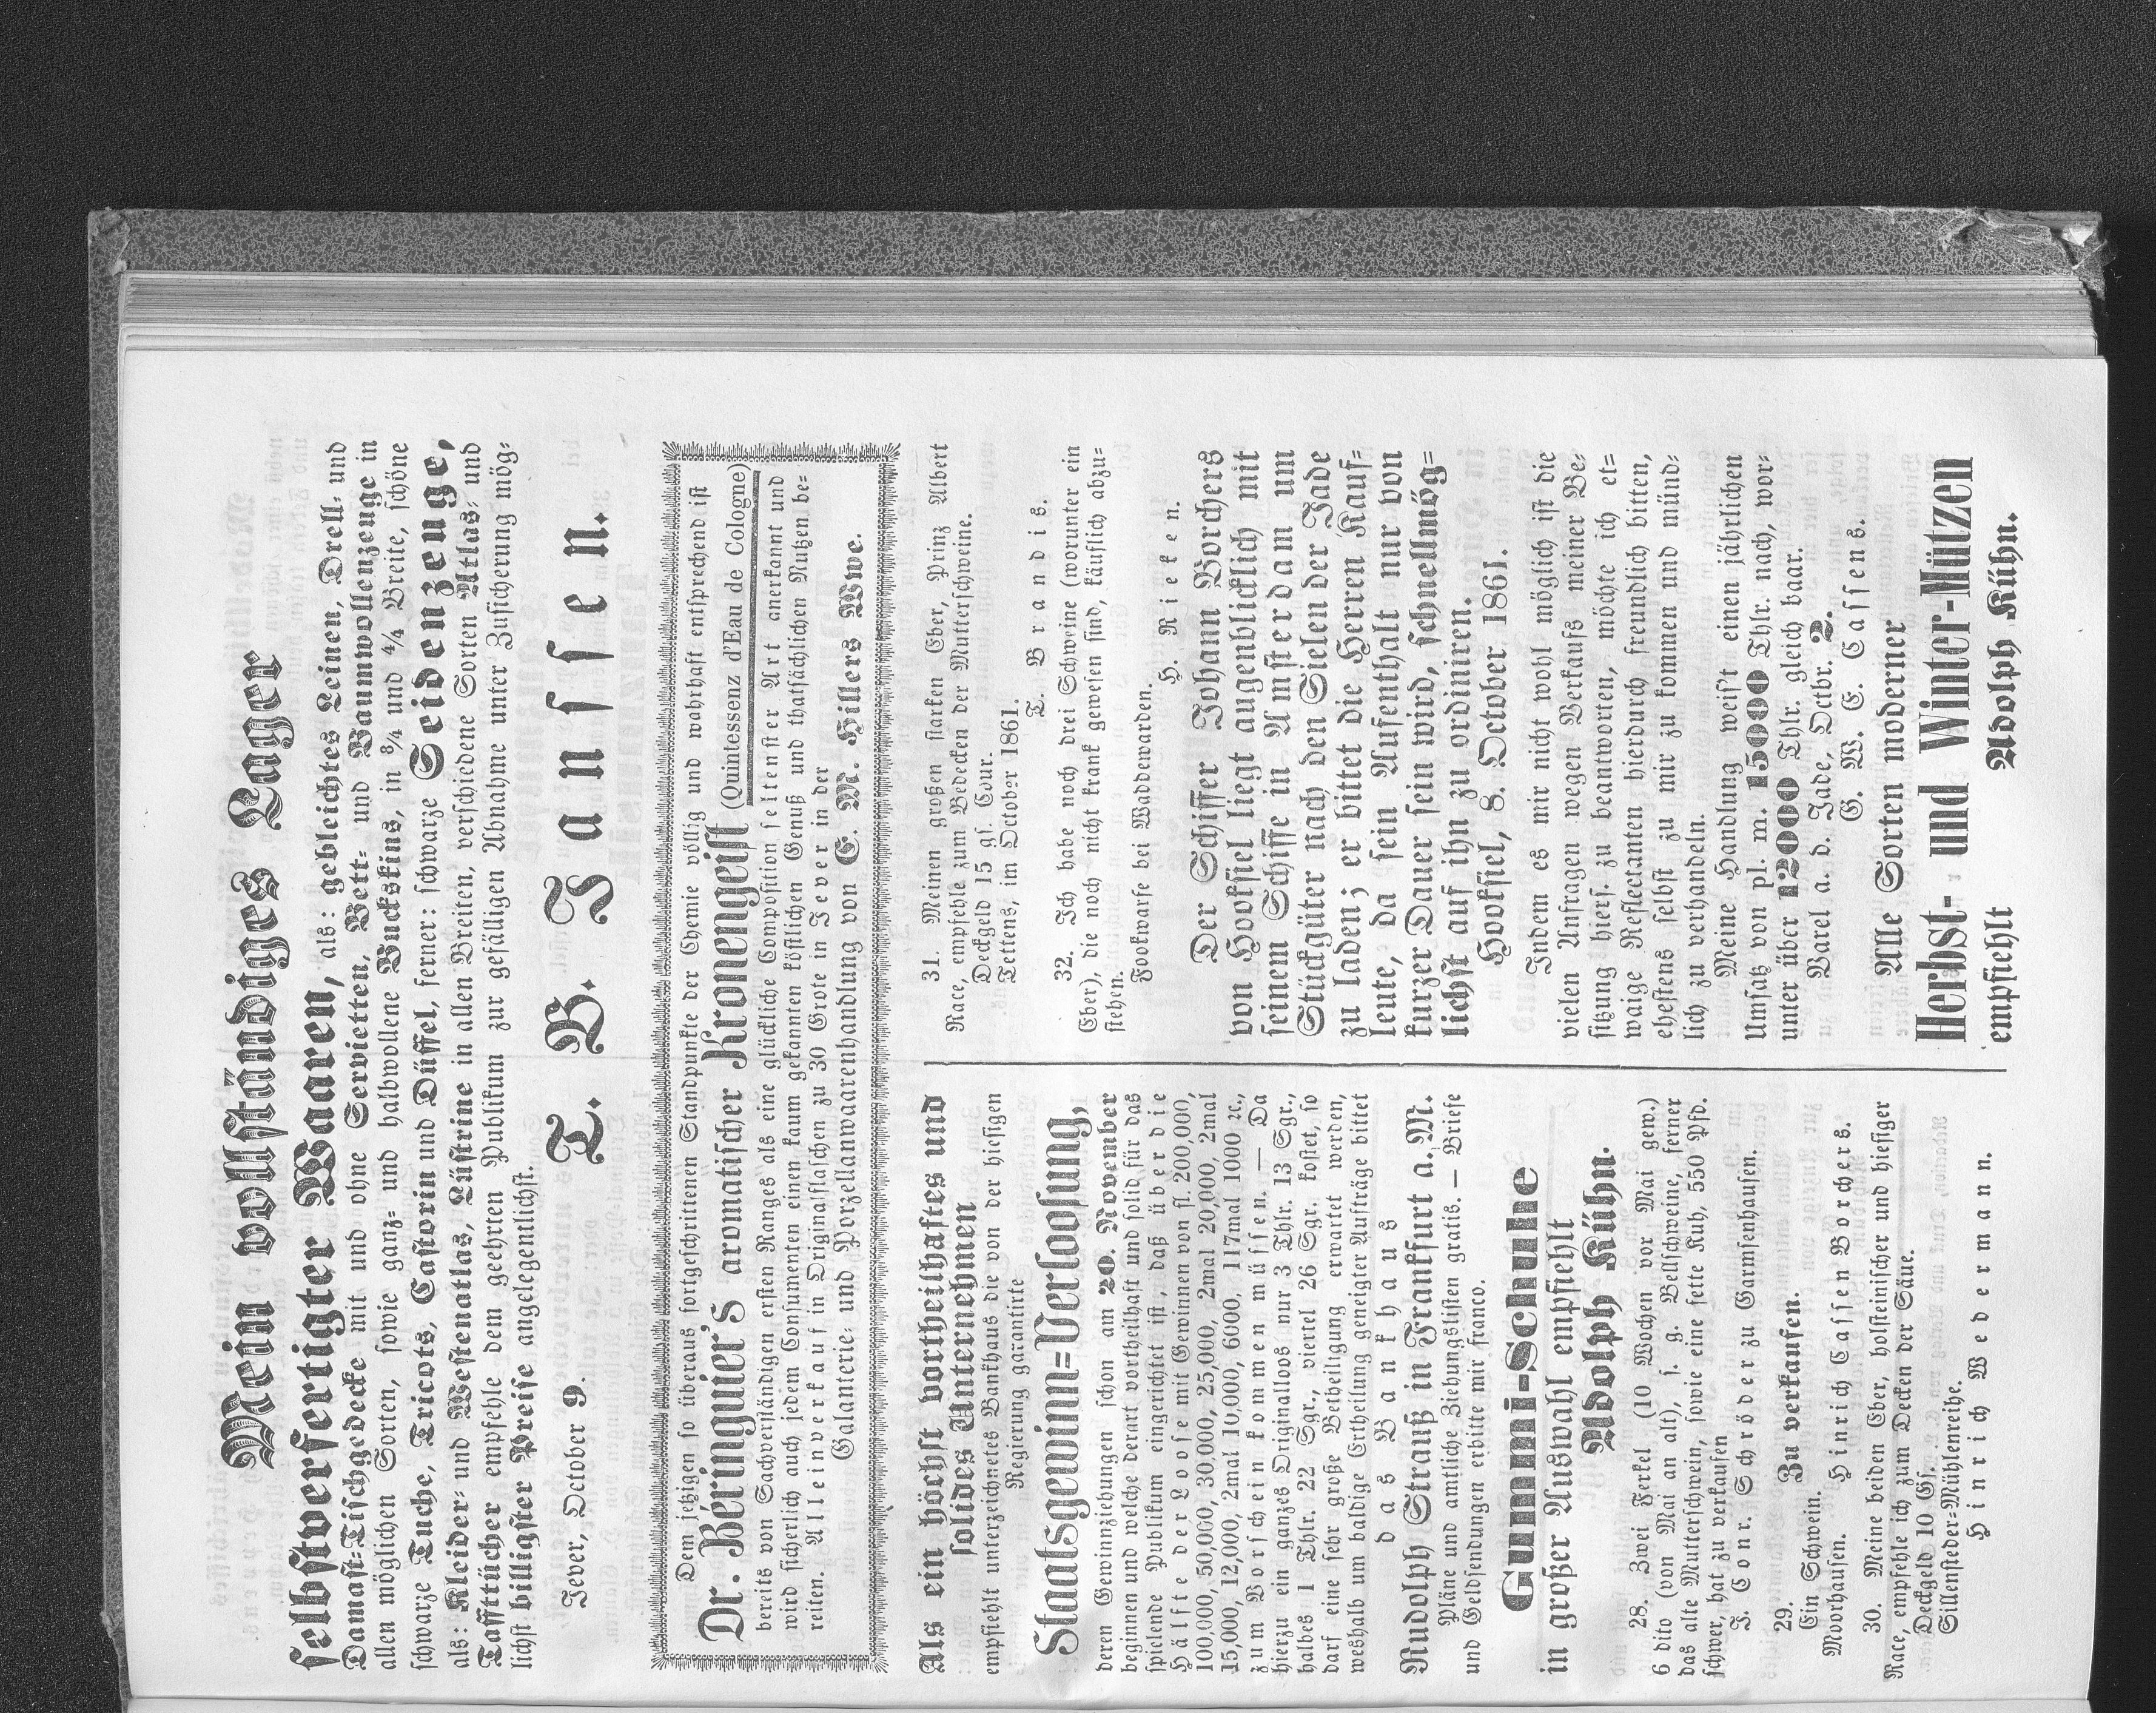 Mein vollständiges Lager
selbstverfertigter Waaren, als: gebleichtes Leinen, Drell- und
Damast-Tischgedecke mit und ohne Servietten, Bett- und Baumwollenzeuge in
allen möglichen Sorten, sowie ganz- und halbwollene Buckskins, in 8/4 und 4/4 Breite, schöne
schwarze Tuche, Tricots, Castorin und Düffel, ferner: schwarze Seidenzeuge,
als: Kleider- und Westenatlas, Lüstrine in allen Breiten, verschiedene Sorten Atlas- und
Tafftücher empfehle dem geehrten Publikum zur gefälligen Abnahme unter Zusicherung mög-
lichst billigster Preise angelegentlichst.
Jever, October 9. T. B. Janssen.
Dem jetzigen so überaus fortgeschrittenen Standpunkte der Chemie völlig und wahrhaft entsprechend ist
Dr. Béringuier's aromatischer Kronengeist (Quintessenz d'Eau de Cologne)
bereits von Sachverständigen ersten Ranges als eine glückliche Composition seltenster Art anerkannt und
wird sicherlich auch jedem Consumenten einen kaum gekannten köstlichen Genuß und thatsächlichen Nutzen be-
reiten. Alleinverkauf in Originalflaschen zu 30 Grote in Jever in der
Galanterie- und Porzellanwaarenhandlung von C. M. Hillers Wwe.
Als ein höchst vortheilhaftes und
solides Unternehmen
empfiehlt unterzeichnetes Bankhaus die von der hiesigen
Regierung garantirte
Staatsgewinn=Verloosung,
deren Gewinnziehungen schon am 20. November
beginnen und welche derart vortheilhaft und solid für das
spielende Publikum eingerichtet ist, daß über die
Hälfte der Loose mit Gewinnen von fl. 200,000,
100,000, 50,000, 30,000, 25,000, 2mal 20,000, 2mal
15,000, 12,000, 2mal 10,000, 6000, 117mal 1000 ꝛc.,
zum Vorschein kommen müssen. — Da
hierzu ein ganzes Originalloos nur 3 Thlr. 13 Sgr.,
halbes 1 Thlr. 22 Sgr., viertel 26 Sgr. kostet, so
darf eine sehr große Betheiligung erwartet werden,
weshalb um baldige Ertheilung geneigter Aufträge bittet
das Bankhaus
Rudolph Strauß in Frankfurt a. M.
Pläne und amtliche Ziehungslisten gratis. — Briefe
und Geldsendungen erbitte mir franco.
Gummi-Schuhe
in großer Auswahl empfiehlt
Adolph Kühn.
28. Zwei Ferkel (10 Wochen vor Mai gew.)
6 dito (von Mai an alt), s. g. Bellschweine, ferner
das alte Mutterschwein, sowie eine fette Kuh, 550 Pfd.
schwer, hat zu verkaufen
J. Conr. Schröder zu Garmsenhausen.
29. Zu verkaufen.
Ein Schwein.
Moorhausen. Hinrich Cassen Borchers.
30. Meine beiden Eber, holsteinischer und hiesiger
Race, empfehle ich zum Decken der Säue.
Deckgeld 10 Gs.
Sillensteder-Mühlenreihe.
Hinrich Wedermann.
31. Meinen großen starken Eber, Prinz Albert
Race, empfehle zum Bedecken der Mutterschweine.
Deckgeld 15 gs. Cour.
Tettens, im October 1861.
T. Brandis.
32. Ich habe noch drei Schweine (worunter ein
Eber), die noch nicht krank gewesen sind, käuflich abzu-
stehen.
Fookwarfe bei Waddewarden.
H. Rieken.
Der Schiffer Johann Borchers
von Hooksiel liegt augenblicklich mit
seinem Schiffe in Amsterdam um
Stückgüter nach den Sielen der Jade
zu laden; er bittet die Herren Kauf-
leute, da sein Aufenthalt nur von
kurzer Dauer sein wird, schnellmög-
lichst auf ihn zu ordiniren.
Hooksiel, 8. October 1861.
Indem es mir nicht wohl möglich ist die
vielen Anfragen wegen Verkaufs meiner Be-
sitzung hiers. zu beantworten, möchte ich et-
waige Reflectanten hierdurch freundlich bitten,
ehestens selbst zu mir zu kommen und münd-
lich zu verhandeln.
Meine Handlung weis't einen jährlichen
Umsatz von pl. m. 15000 Thlr. nach, wor-
unter über 12000 Thlr. gleich baar.
Varel a. d. Jade, Octbr. 2.
G. W. C. Cassens.
Alle Sorten moderner
Herbst- und Winter-Mützen
empfiehlt Adolph Kühn.